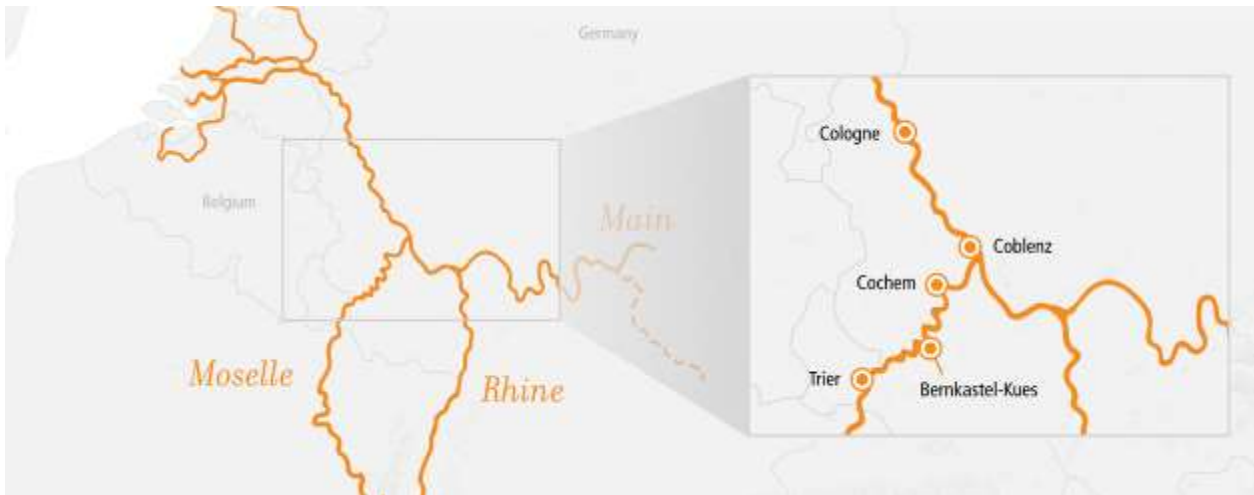 Germany
Belgium
Main
Moselle
Rhine
Cologne
Coblenz
Cochem
Trier
Bernkastel-Kues